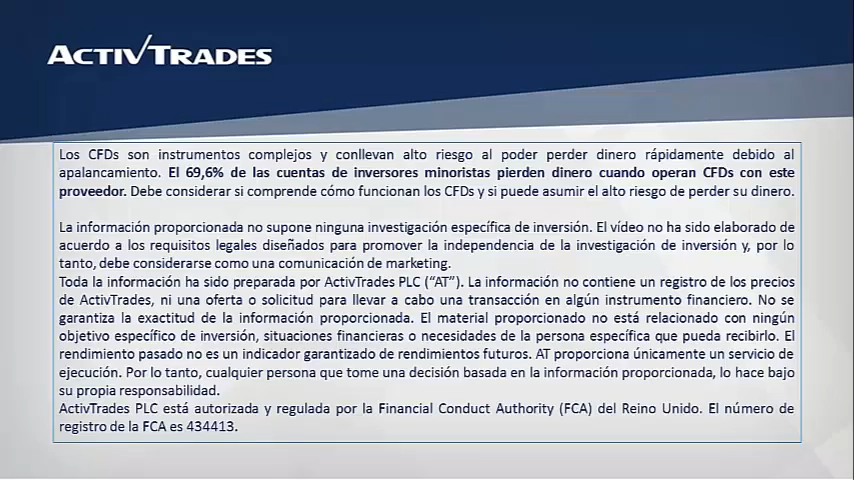 ACTIVTRADES
Los CFDs son instrumentos complejos y conllevan alto riesgo al poder perder dinero rápidamente debido al
apalancamiento. El 69,6% de las cuentas de inversores minoristas pierden dinero cuando operan CFDs con este
proveedor. Debe considerar si comprende cómo funcionan los CFDs y si puede asumir el alto riesgo de perder su dinero.
La información proporcionada no supone ninguna investigación específica de inversión. El vídeo no ha sido elaborado de
acuerdo a los requisitos legales diseñados para promover la independencia de la investigación de inversión y, por lo
tanto, debe considerarse como una comunicación de marketing.
Toda la información ha sido preparada por ActivTrades PLC (“AT”). La información no contiene un registro de los precios
de ActivTrades, ni una oferta o solicitud para llevar a cabo una transacción en algún instrumento financiero. No se
garantiza la exactitud de la información proporcionada. El material proporcionado no está relacionado con ningún
objetivo específico de inversión, situaciones financieras o necesidades de la persona específica que pueda recibirlo. El
rendimiento pasado no es un indicador garantizado de rendimientos futuros. AT proporciona únicamente un servicio de
ejecución. Por lo tanto, cualquier persona que tome una decisión basada en la información proporcionada, lo hace bajo
su propia responsabilidad.
ActivTrades PLC está autorizada y regulada por la Financial Conduct Authority (FCA) del Reino Unido. El número de
registro de la FCA es 434413.